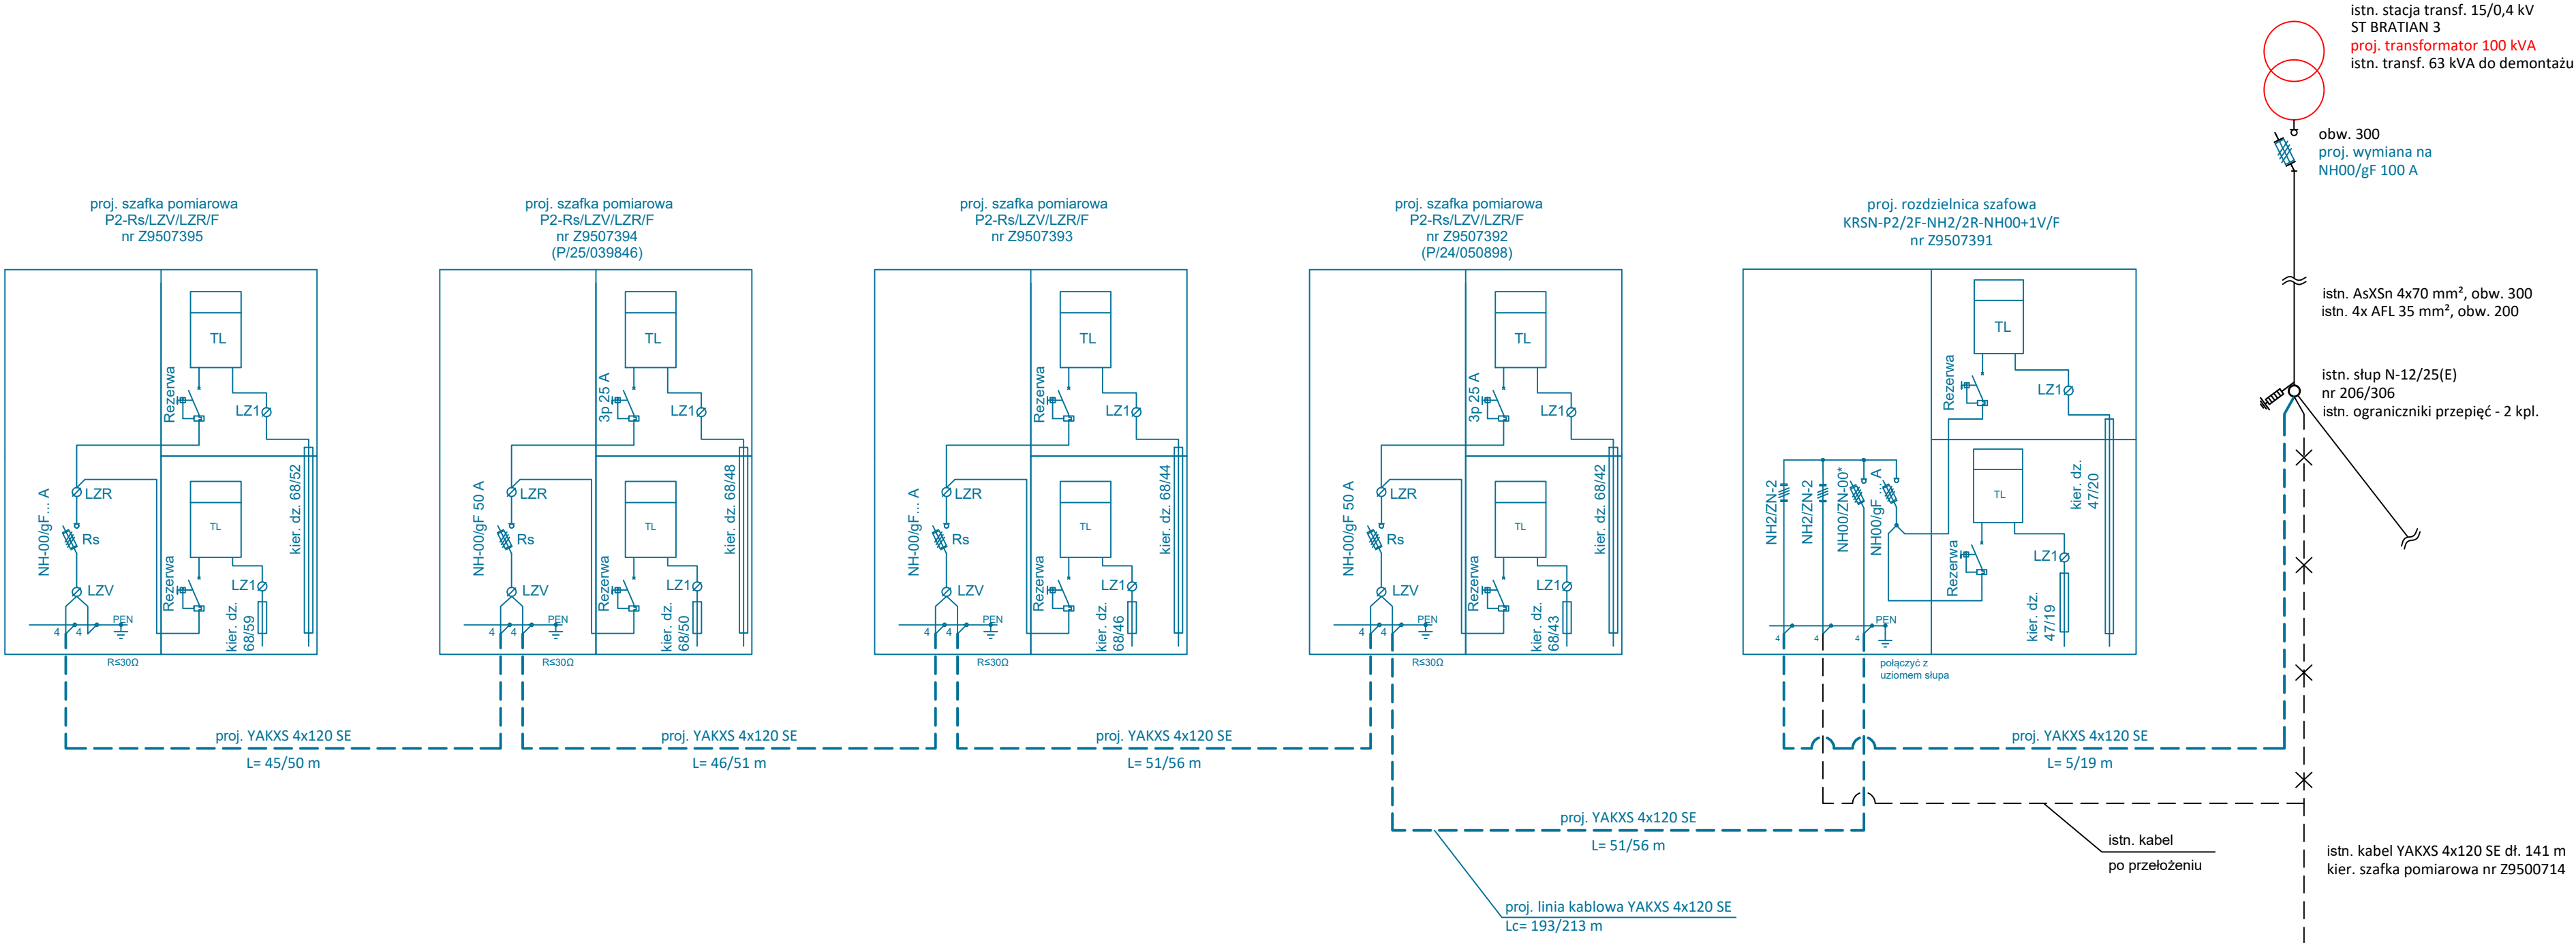 istn. stacja transf. 15/0,4 kV
ST BRATIAN 3
proj. transformator 100 kVA
istn. transf. 63 kVA do demontażu
obw. 300
proj. wymiana na
NH00/gF 100 A
istn. AsXSn 4x70 mm², obw. 300
istn. 4x AFL 35 mm², obw. 200
istn. słup N-12/25(E)
nr 206/306
istn. ograniczniki przepięć - 2 kpl.
proj. szafka pomiarowa
P2-Rs/LZV/LZR/F
nr Z9507395
TL
Rezerwa
LZ1
kier. dz. 68/52
NH-00/gF... A
LZR
Rs
LZV
TL
Rezerwa
LZ1
kier. dz.
68/59
PEN
4
4
R≤30Ω
proj. szafka pomiarowa
P2-Rs/LZV/LZR/F
nr Z9507394
(P/25/039846)
TL
3p 25 A
LZ1
kier. dz. 68/48
NH-00/gF 50 A
LZR
Rs
LZV
TL
Rezerwa
LZ1
kier. dz.
68/50
PEN
4
4
R≤30Ω
proj. szafka pomiarowa
P2-Rs/LZV/LZR/F
nr Z9507393
TL
Rezerwa
LZ1
kier. dz. 68/44
NH-00/gF... A
LZR
Rs
LZV
TL
Rezerwa
LZ1
kier. dz.
68/46
PEN
4
4
R≤30Ω
proj. szafka pomiarowa
P2-Rs/LZV/LZR/F
nr Z9507392
(P/24/050898)
TL
3p 25 A
LZ1
kier. dz. 68/42
NH-00/gF 50 A
LZR
Rs
LZV
TL
Rezerwa
LZ1
kier. dz.
68/43
PEN
4
4
R≤30Ω
proj. rozdzielnica szafowa
KRSN-P2/2F-NH2/2R-NH00+1V/F
nr Z9507391
TL
Rezerwa
LZ1
kier. dz.
47/20
NH2/ZN-2
NH2/ZN-2
NH00/ZN-00*
NH00/gF ... A
TL
Rezerwa
LZ1
kier. dz.
47/19
PEN
4
4
4
połączyć z
uziomem słupa
proj. YAKXS 4x120 SE
L= 45/50 m
proj. YAKXS 4x120 SE
L= 46/51 m
proj. YAKXS 4x120 SE
L= 51/56 m
proj. YAKXS 4x120 SE
L= 5/19 m
proj. YAKXS 4x120 SE
L= 51/56 m
istn. kabel
po przełożeniu
istn. kabel YAKXS 4x120 SE dł. 141 m
kier. szafka pomiarowa nr Z9500714
proj. linia kablowa YAKXS 4x120 SE
Lc= 193/213 m